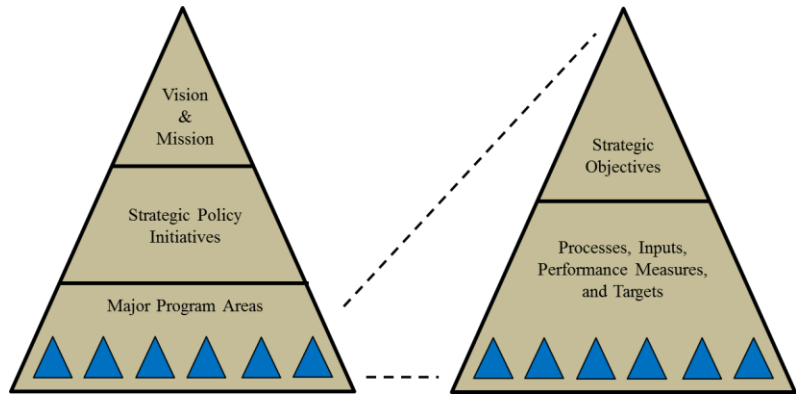 Vision
&
Mission
Strategic Policy
Initiatives
Major Program Areas
Strategic
Objectives
Processes, Inputs,
Performance Measures,
and Targets